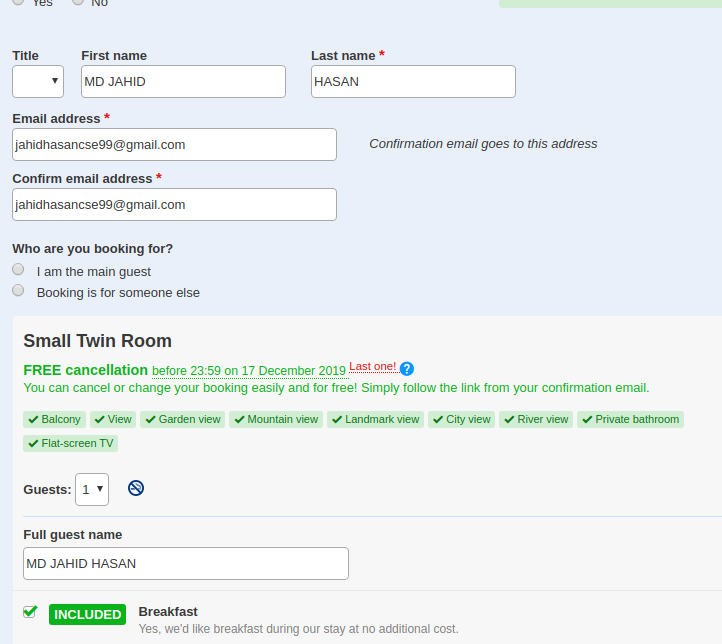 Yes No
Title First name Last name *
MD JAHID HASAN
Email address *
jahidhasancse99@gmail.com Confirmation email goes to this address
Confirm email address *
jahidhasancse99@gmail.com
Who are you booking for?
I am the main guest
Booking is for someone else
Small Twin Room
FREE cancellation before 23:59 on 17 December 2019 Last one! ?
You can cancel or change your booking easily and for free! Simply follow the link from your confirmation email.
Balcony View Garden view Mountain view Landmark view City view River view Private bathroom
Flat-screen TV
Guests: 1
Full guest name
MD JAHID HASAN
INCLUDED Breakfast
Yes, we'd like breakfast during our stay at no additional cost.